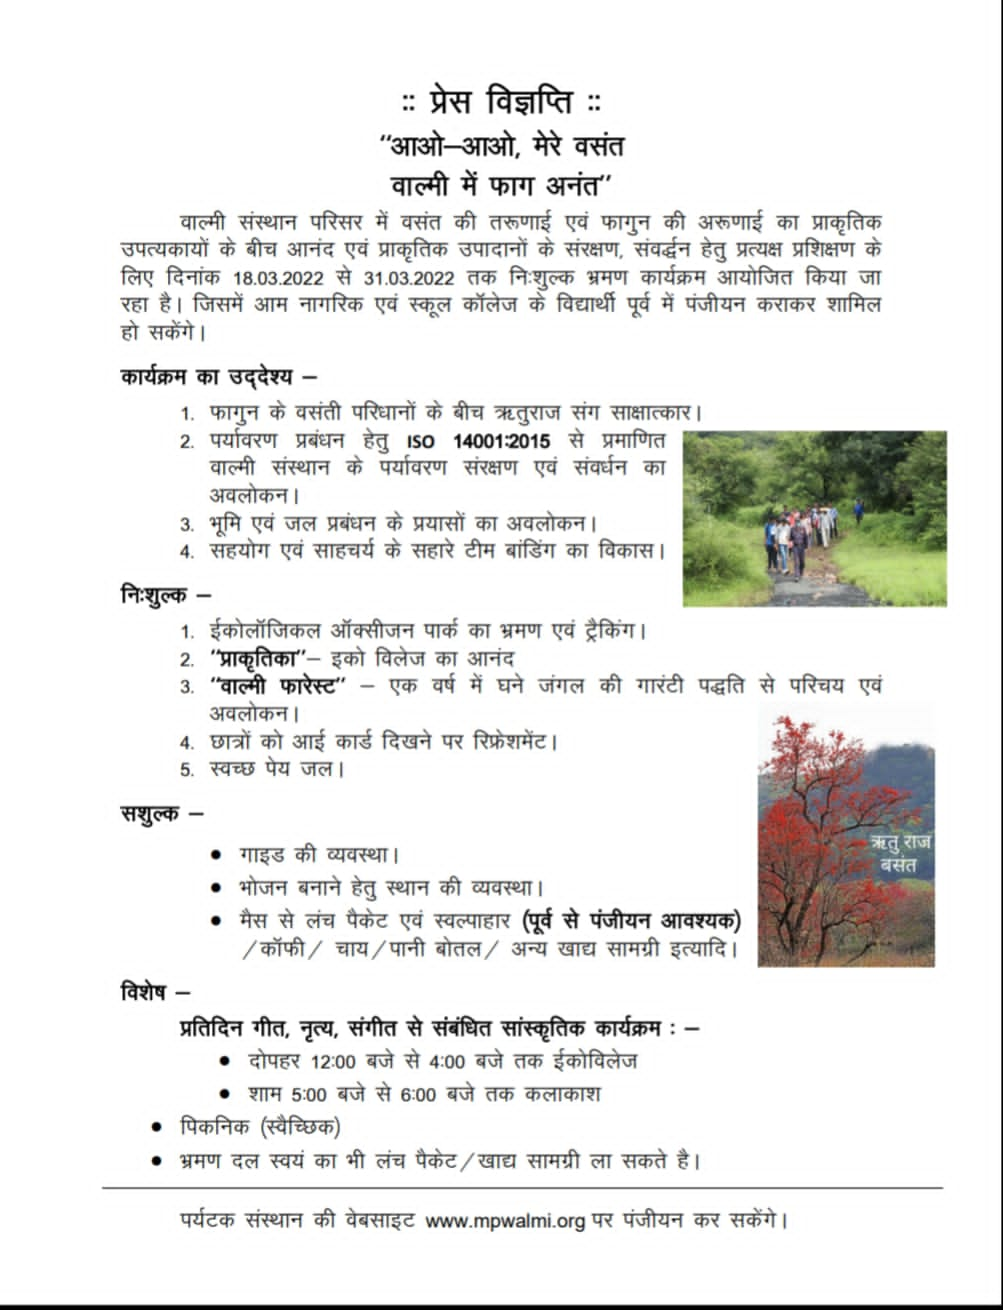 :: प्रेस विज्ञप्ति ::
“आओ–आओ, मेरे वसंत
वाल्मी में फाग अनंत”
वाल्मी संस्थान परिसर में वसंत की तरूणाई एवं फागुन की अरूणाई का प्राकृतिक
उपत्यकायों के बीच आनंद एवं प्राकृतिक उपादानों के संरक्षण, संवर्द्धन हेतु प्रत्यक्ष प्रशिक्षण के
लिए दिनांक 18.03.2022 से 31.03.2022 तक निःशुल्क भ्रमण कार्यक्रम आयोजित किया जा
रहा है। जिसमें आम नागरिक एवं स्कूल कॉलेज के विद्यार्थी पूर्व में पंजीयन कराकर शामिल
हो सकेंगे।
कार्यक्रम का उद्देश्य –
1. फागुन के वसंती परिधानों के बीच ऋतुराज संग साक्षात्कार।
2. पर्यावरण प्रबंधन हेतु ISO 14001:2015 से प्रमाणित
वाल्मी संस्थान के पर्यावरण संरक्षण एवं संवर्धन का
अवलोकन।
3. भूमि एवं जल प्रबंधन के प्रयासों का अवलोकन।
4. सहयोग एवं साहचर्य के सहारे टीम बांडिंग का विकास।
निःशुल्क –
1. ईकोलॉजिकल ऑक्सीजन पार्क का भ्रमण एवं ट्रैकिंग।
2. “प्राकृतिका”– इको विलेज का आनंद
3. “वाल्मी फारेस्ट” – एक वर्ष में घने जंगल की गारंटी पद्धति से परिचय एवं
अवलोकन।
4. छात्रों को आई कार्ड दिखने पर रिफ्रेशमेंट।
5. स्वच्छ पेय जल।
ऋतु राज
बसंत
सशुल्क –
• गाइड की व्यवस्था।
• भोजन बनाने हेतु स्थान की व्यवस्था।
• मैस से लंच पैकेट एवं स्वल्पाहार (पूर्व से पंजीयन आवश्यक)
/कॉफी/ चाय/पानी बोतल/ अन्य खाद्य सामग्री इत्यादि।
विशेष –
प्रतिदिन गीत, नृत्य, संगीत से संबंधित सांस्कृतिक कार्यक्रम : –
• दोपहर 12:00 बजे से 4:00 बजे तक ईकोविलेज
• शाम 5:00 बजे से 6:00 बजे तक कलाकाश
• पिकनिक (स्वैच्छिक)
• भ्रमण दल स्वयं का भी लंच पैकेट/खाद्य सामग्री ला सकते है।
पर्यटक संस्थान की वेबसाइट www.mpwalmi.org पर पंजीयन कर सकेंगे।